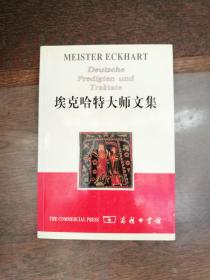 MEISTER ECKHART
Deutsche
Predigten und
Traktate
埃克哈特大师文集
THE COMMERCIAL PRESS 商务印书馆